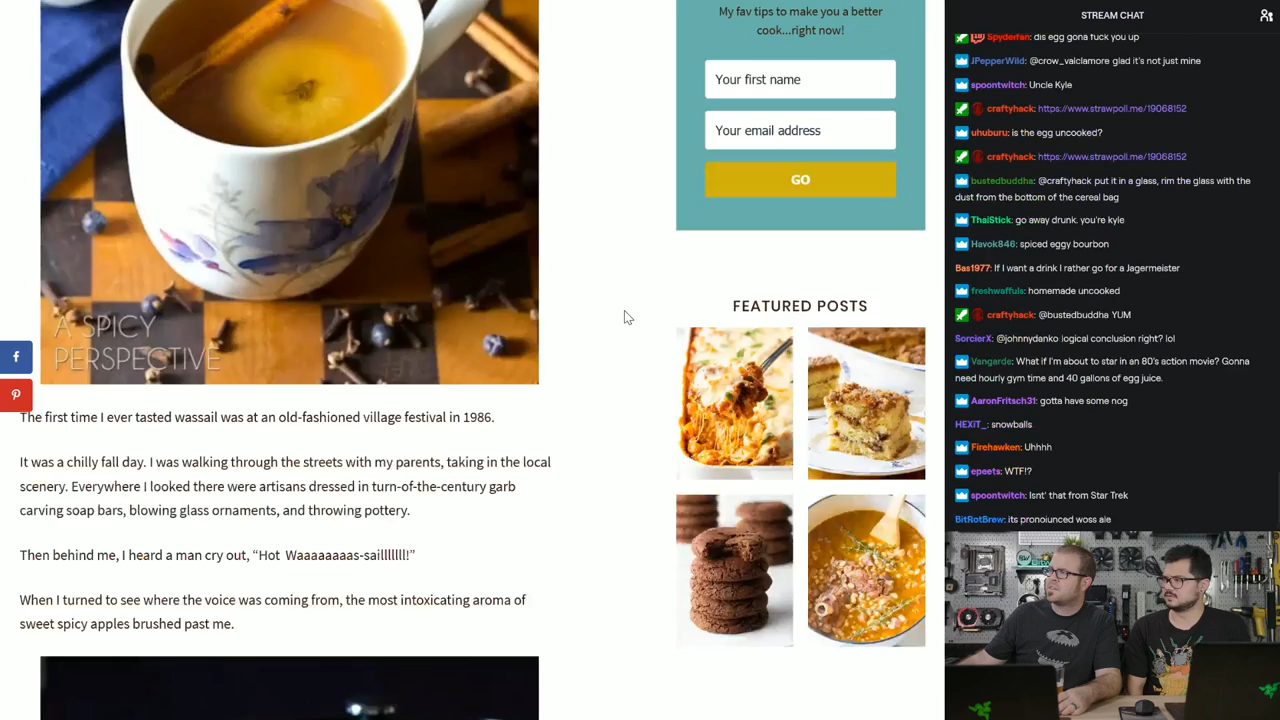 A SPICY
PERSPECTIVE
The first time I ever tasted wassail was at an old-fashioned village festival in 1986.
It was a chilly fall day. I was walking through the streets with my parents, taking in the local
scenery. Everywhere I looked there were artisans dressed in turn-of-the-century garb
carving soap bars, blowing glass ornaments, and throwing pottery.
Then behind me, I heard a man cry out, “Hot Waaaaaaas-sailllllll!”
When I turned to see where the voice was coming from, the most intoxicating aroma of
sweet spicy apples brushed past me.
My fav tips to make you a better
cook...right now!
Your first name
Your email address
GO
FEATURED POSTS
STREAM CHAT
Spyderfan: dis egg gona fuck you up
JPepperWild: @crow_vaiclamore glad it's not just mine
spoontwitch: Uncle Kyle
craftyhack: https://www.strawpoll.me/19068152
uhuburu: is the egg uncooked?
craftyhack: https://www.strawpoll.me/19068152
bustedbuddha: @craftyhack put it in a glass, rim the glass with the
dust from the bottom of the cereal bag
ThaiStick: go away drunk. you're kyle
Havok846: spiced eggy bourbon
Bas1977: If I want a drink I rather go for a Jagermeister
freshwaffuls: homemade uncooked
craftyhack: @bustedbuddha YUM
SorcierX: @johnnydanko logical conclusion right? lol
Vangarde: What if I'm about to star in an 80's action movie? Gonna
need hourly gym time and 40 gallons of egg juice.
AaronFritsch31: gotta have some nog
HEXiT_: snowballs
Firehawken: Uhhhh
epeets: WTF!?
spoontwitch: Isnt' that from Star Trek
BitRotBrew: its pronoiunced woss ale